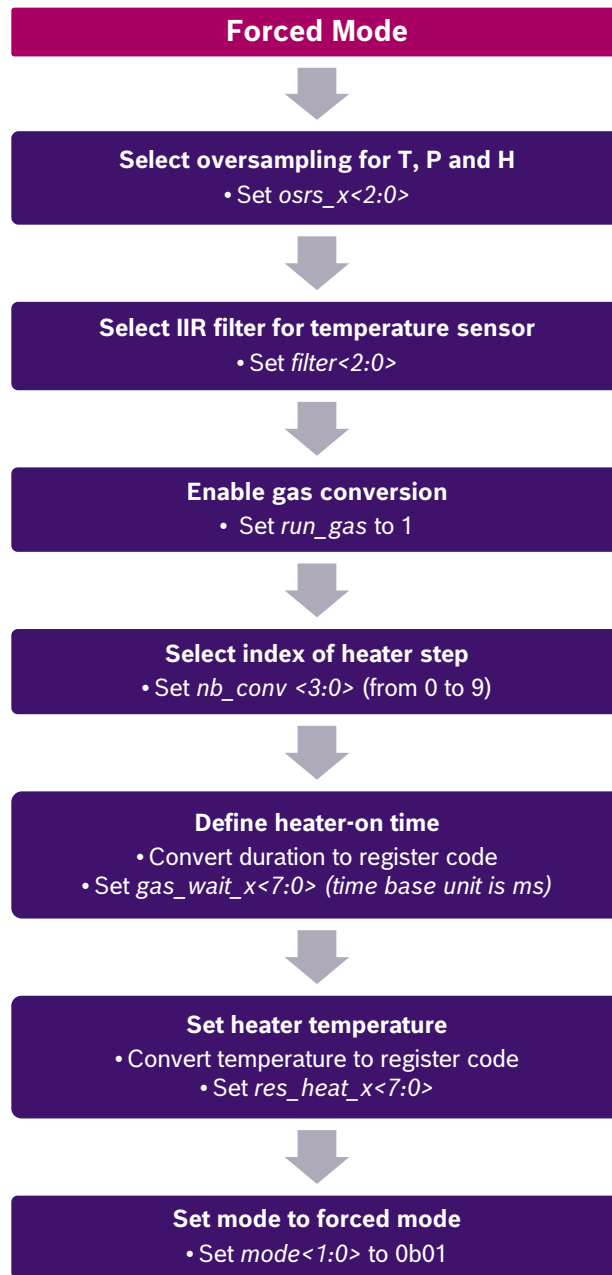 Forced Mode
Select oversampling for T, P and H
• Set osrs_x<2:0>
Select IIR filter for temperature sensor
• Set filter<2:0>
Enable gas conversion
• Set run_gas to 1
Select index of heater step
• Set nb_conv <3:0> (from 0 to 9)
Define heater-on time
• Convert duration to register code
• Set gas_wait_x<7:0> (time base unit is ms)
Set heater temperature
• Convert temperature to register code
• Set res_heat_x<7:0>
Set mode to forced mode
• Set mode<1:0> to 0b01